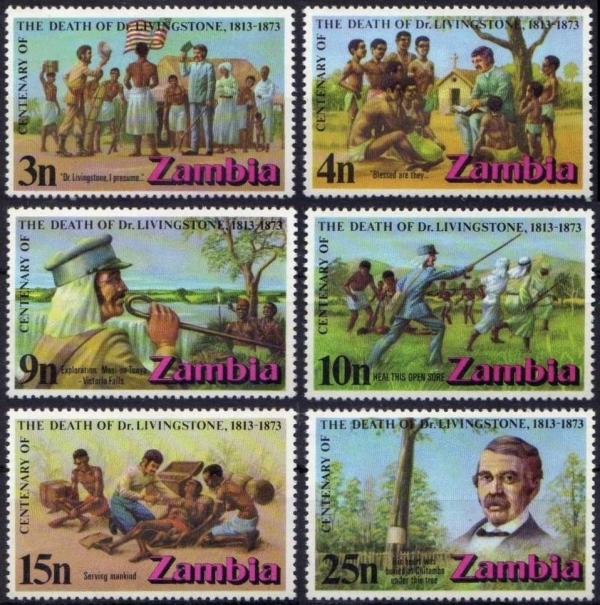 CENTENARY OF
THE DEATH OF Dr. LIVINGSTONE, 1813-1873
"Dr. Livingstone, I presume."
3n
Zambia
CENTENARY OF
THE DEATH OF Dr. LIVINGSTONE, 1813-1873
"Blessed are they...
4n
Zambia
CENTENARY OF
THE DEATH OF Dr. LIVINGSTONE, 1813-1873
Exploration Mosi-oa-Tunya
-Victoria Falls
9n
Zambia
CENTENARY OF
THE DEATH OF Dr. LIVINGSTONE, 1813-1873
HEAL THIS OPEN SORE
10n
Zambia
CENTENARY OF
THE DEATH OF Dr. LIVINGSTONE, 1813-1873
Serving mankind
15n
Zambia
CENTENARY OF
THE DEATH OF Dr. LIVINGSTONE, 1813-1873
His heart was
buried at Chitambo
under this tree
25n
Zambia